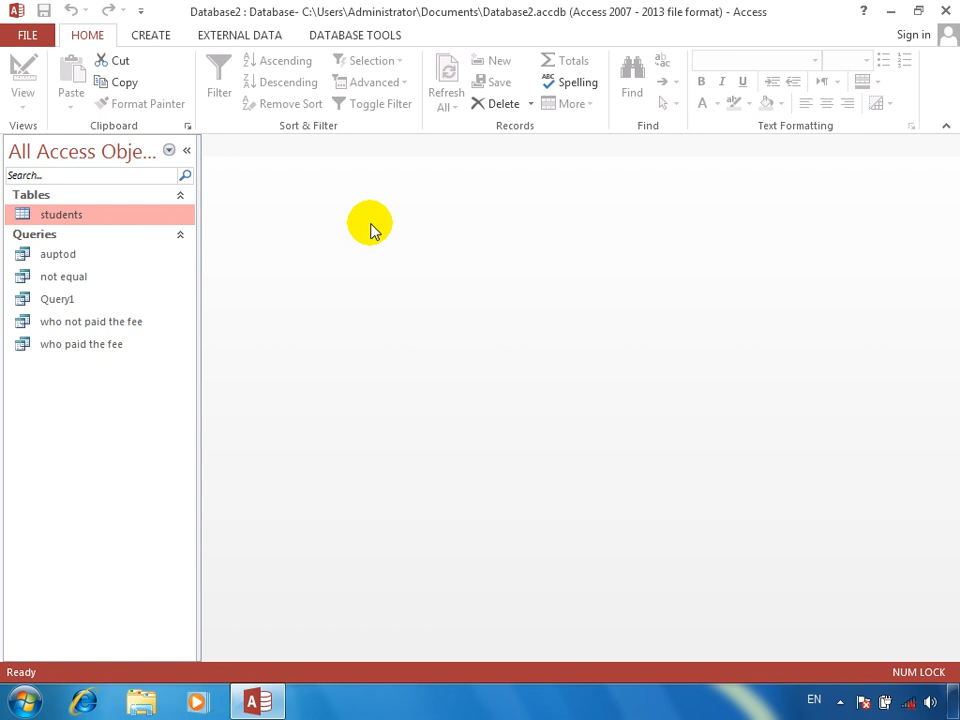 Database2 : Database- C:\Users\Administrator\Documents\Database2.accdb (Access 2007 - 2013 file format) - Access
FILE HOME CREATE EXTERNAL DATA DATABASE TOOLS Sign in
View
Views
Paste
Cut
Copy
Format Painter
Clipboard
Filter
Ascending
Descending
Remove Sort
Selection
Advanced
Toggle Filter
Sort & Filter
Refresh
All
New
Save
Delete
Totals
Spelling
More
Records
Find
Find
Text Formatting
All Access Obje...
Search...
Tables
students
Queries
auptod
not equal
Query1
who not paid the fee
who paid the fee
Ready NUM LOCK
EN